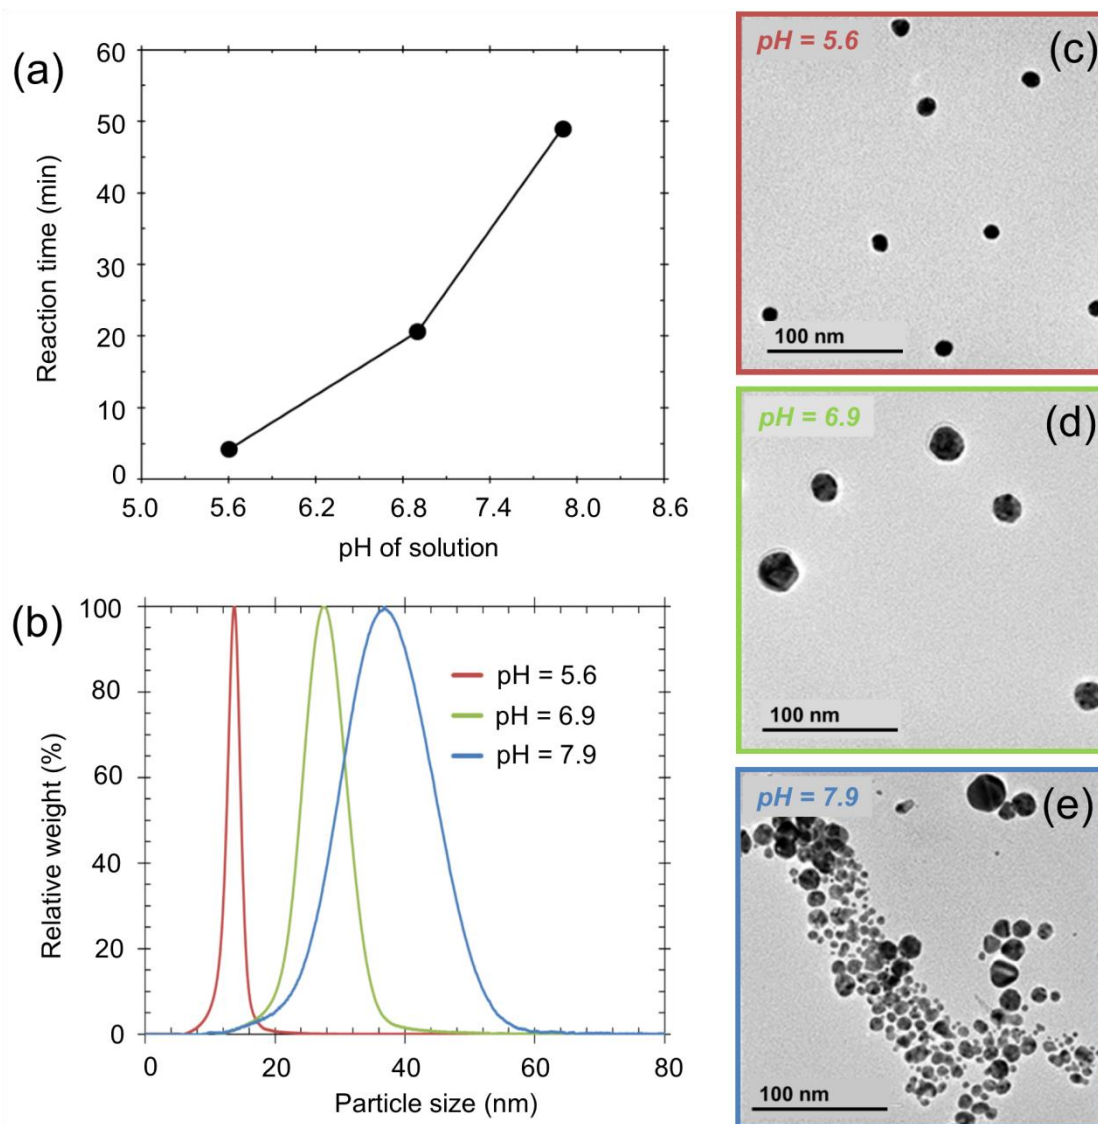 (a)
60
50
40
30
20
10
0
Reaction time (min)
5.0 5.6 6.2 6.8 7.4 8.0 8.6
pH of solution
(b)
100
80
60
40
20
0
Relative weight (%)
pH = 5.6
pH = 6.9
pH = 7.9
0 20 40 60 80
Particle size (nm)
pH = 5.6 (c)
100 nm
pH = 6.9 (d)
100 nm
pH = 7.9 (e)
100 nm